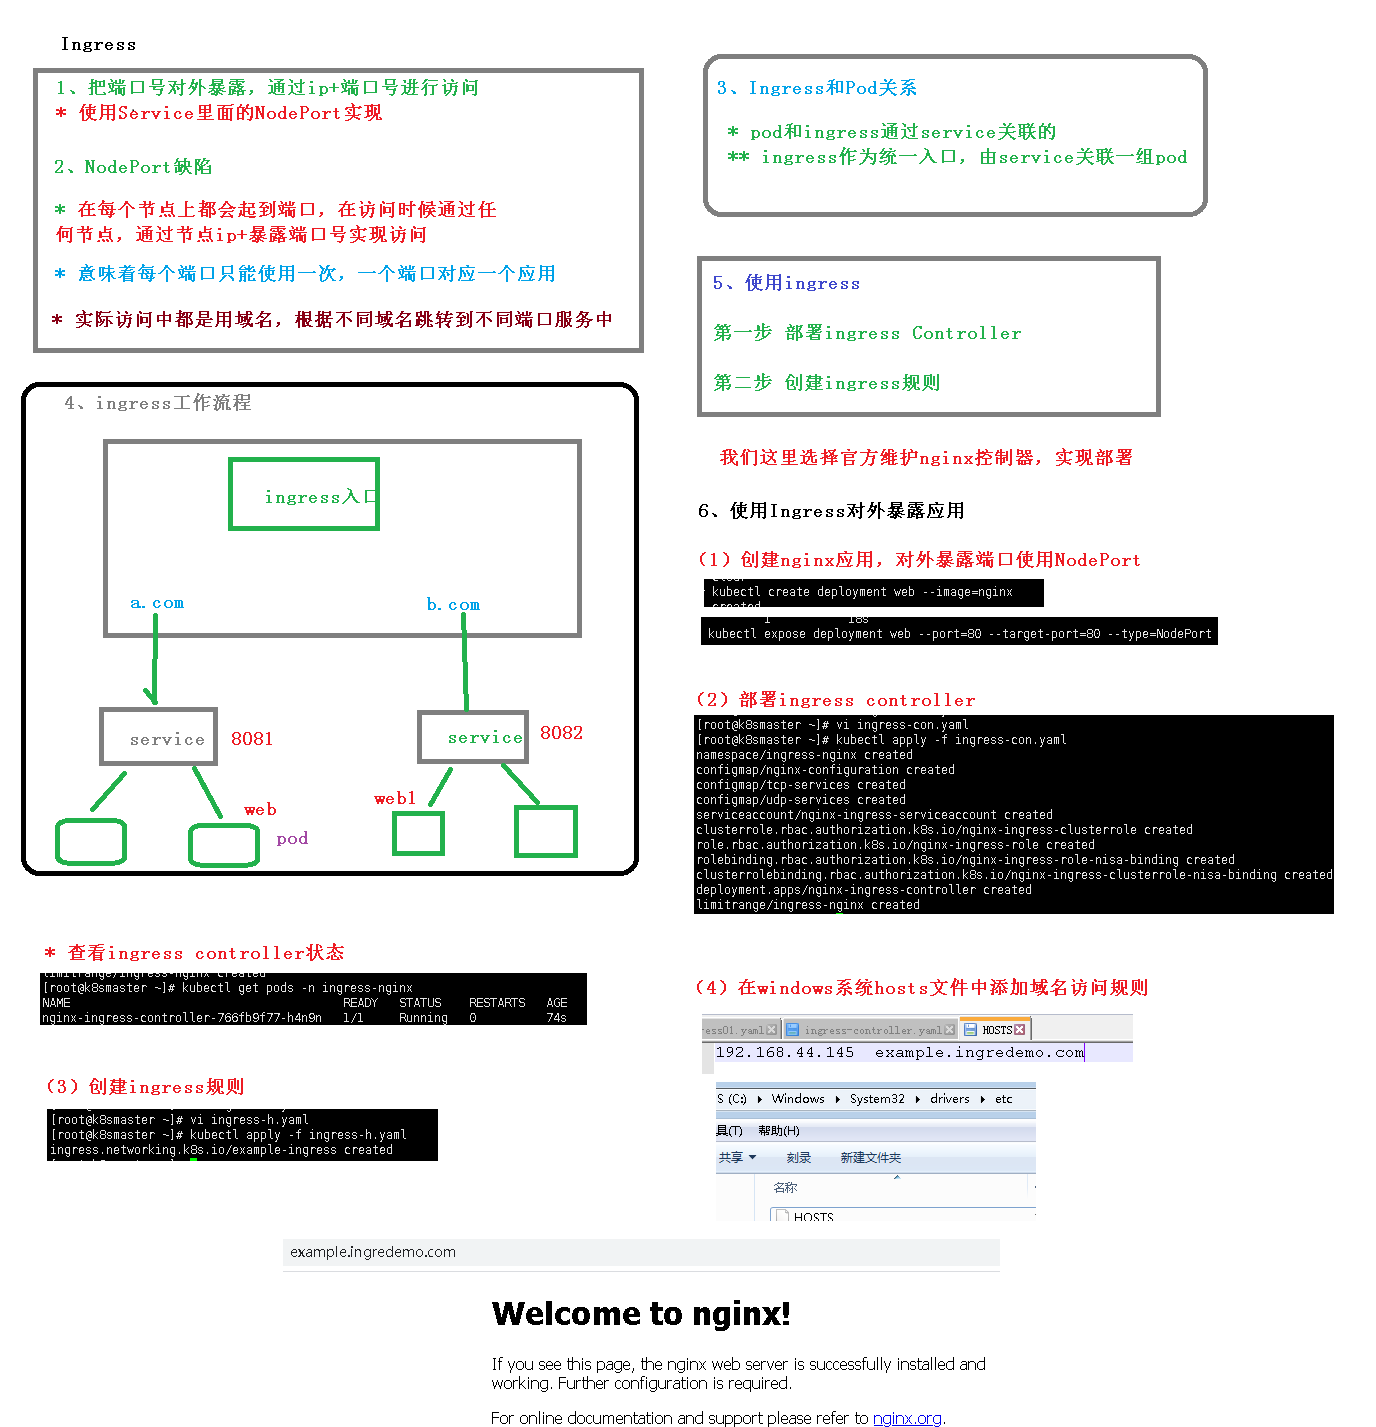 Ingress
1、把端口号对外暴露，通过ip+端口号进行访问
* 使用Service里面的NodePort实现
2、NodePort缺陷
* 在每个节点上都会起到端口，在访问时候通过任
何节点，通过节点ip+暴露端口号实现访问
* 意味着每个端口只能使用一次，一个端口对应一个应用
* 实际访问中都是用域名，根据不同域名跳转到不同端口服务中
3、Ingress和Pod关系
* pod和ingress通过service关联的
** ingress作为统一入口，由service关联一组pod
4、ingress工作流程
ingress入口
a.com
b.com
service
8081
service
8082
web
pod
web1
5、使用ingress
第一步 部署ingress Controller
第二步 创建ingress规则
我们这里选择官方维护nginx控制器，实现部署
6、使用Ingress对外暴露应用
（1）创建nginx应用，对外暴露端口使用NodePort
kubectl create deployment web --image=nginx
created
1 18s
kubectl expose deployment web --port=80 --target-port=80 --type=NodePort
（2）部署ingress controller
[root@k8smaster ~]# vi ingress-con.yaml
[root@k8smaster ~]# kubectl apply -f ingress-con.yaml
namespace/ingress-nginx created
configmap/nginx-configuration created
configmap/tcp-services created
configmap/udp-services created
serviceaccount/nginx-ingress-serviceaccount created
clusterrole.rbac.authorization.k8s.io/nginx-ingress-clusterrole created
role.rbac.authorization.k8s.io/nginx-ingress-role created
rolebinding.rbac.authorization.k8s.io/nginx-ingress-role-nisa-binding created
clusterrolebinding.rbac.authorization.k8s.io/nginx-ingress-clusterrole-nisa-binding created
deployment.apps/nginx-ingress-controller created
limitrange/ingress-nginx created
* 查看ingress controller状态
limitrange/ingress-nginx created
[root@k8smaster ~]# kubectl get pods -n ingress-nginx
NAME READY STATUS RESTARTS AGE
nginx-ingress-controller-766fb9f77-h4n9n 1/1 Running 0 74s
（3）创建ingress规则
[root@k8smaster ~]# vi ingress-h.yaml
[root@k8smaster ~]# kubectl apply -f ingress-h.yaml
ingress.networking.k8s.io/example-ingress created
（4）在windows系统hosts文件中添加域名访问规则
ress01.yaml ingress-controller.yaml HOSTS
192.168.44.145 example.ingredemo.com
S (C:) Windows System32 drivers etc
具(T) 帮助(H)
共享 刻录 新建文件夹
名称
HOSTS
example.ingredemo.com
Welcome to nginx!
If you see this page, the nginx web server is successfully installed and
working. Further configuration is required.
For online documentation and support please refer to nginx.org.